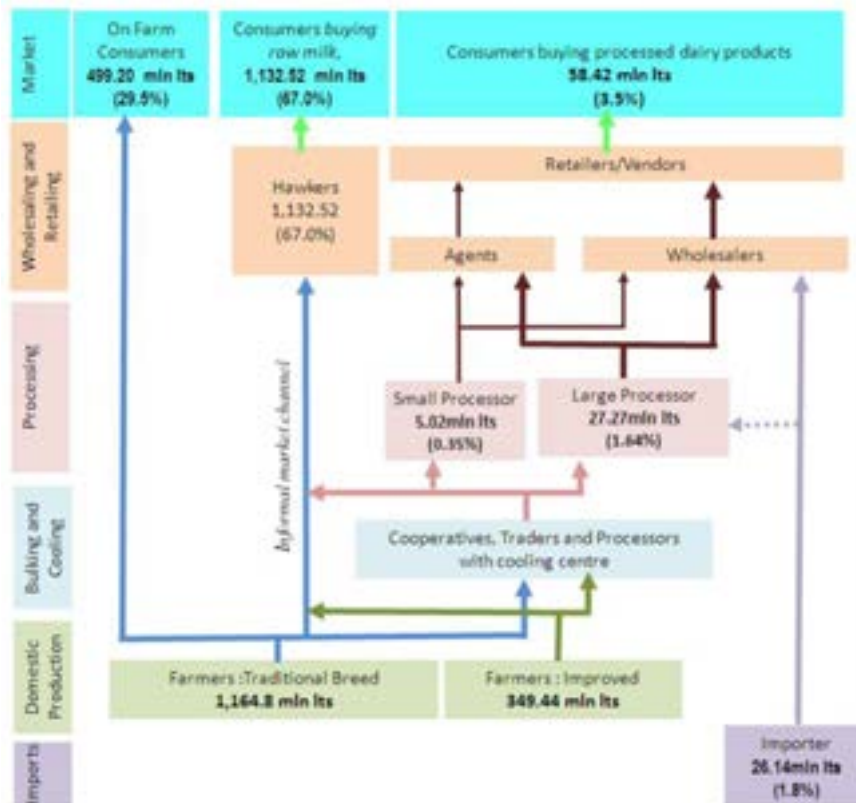 Market
On Farm
Consumers
499.20 mln lts
(29.5%)
Consumers buying
raw milk,
1,132.52 mln lts
(67.0%)
Consumers buying processed dairy products
58.42 mln lts
(3.5%)
Wholesaling and
Retailing
Hawkers
1,132.52
(67.0%)
Retailers/Vendors
Agents
Wholesalers
Processing
Informal market channel
Small Processor
5.02mln lts
(0.35%)
Large Processor
27.27mln lts
(1.64%)
Bulking and
Cooling
Cooperatives, Traders and Processors
with cooling centre
Domestic
Production
Farmers :Traditional Breed
1,164.8 mln lts
Farmers : Improved
349.44 mln lts
Imports
Importer
26.14mln lts
(1.8%)